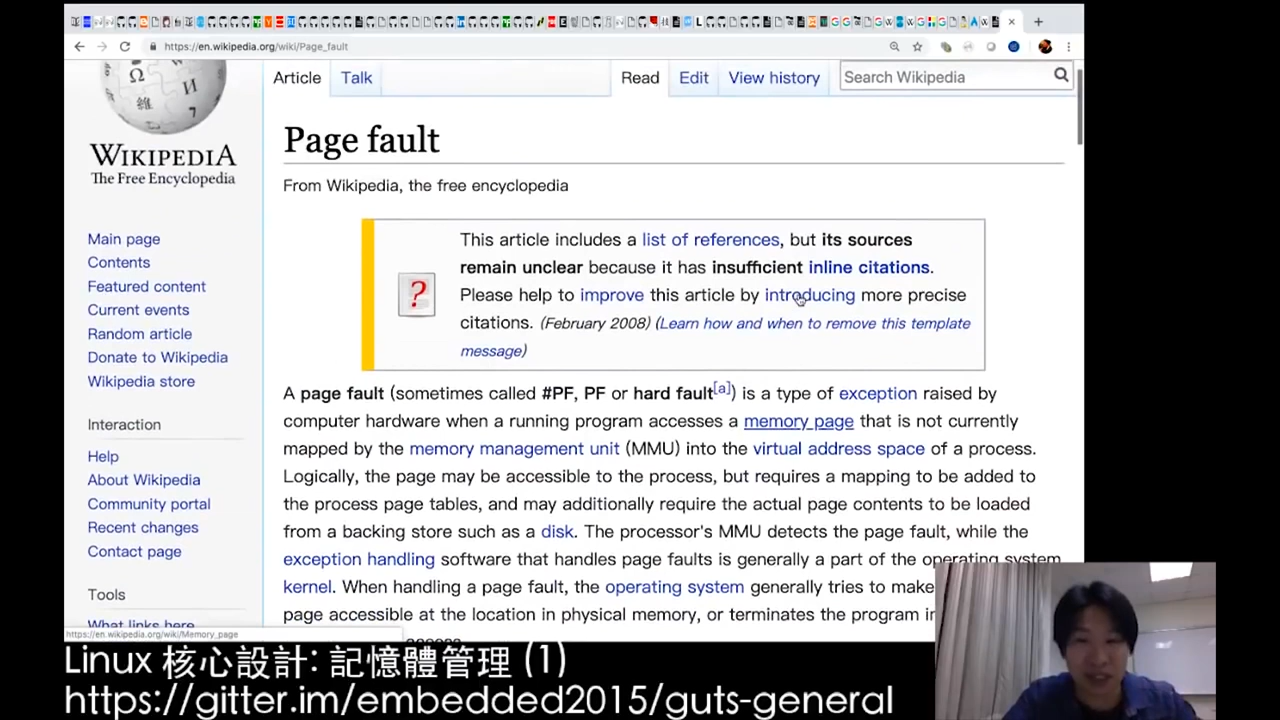 https://en.wikipedia.org/wiki/Page_fault
Article Talk Read Edit View history Search Wikipedia
WIKIPEDIA
The Free Encyclopedia
Main page
Contents
Featured content
Current events
Random article
Donate to Wikipedia
Wikipedia store
Interaction
Help
About Wikipedia
Community portal
Recent changes
Contact page
Tools
What links here
Page fault
From Wikipedia, the free encyclopedia
?
This article includes a list of references, but its sources
remain unclear because it has insufficient inline citations.
Please help to improve this article by introducing more precise
citations. (February 2008) (Learn how and when to remove this template
message)
A page fault (sometimes called #PF, PF or hard fault[a]) is a type of exception raised by
computer hardware when a running program accesses a memory page that is not currently
mapped by the memory management unit (MMU) into the virtual address space of a process.
Logically, the page may be accessible to the process, but requires a mapping to be added to
the process page tables, and may additionally require the actual page contents to be loaded
from a backing store such as a disk. The processor's MMU detects the page fault, while the
exception handling software that handles page faults is generally a part of the operating system
kernel. When handling a page fault, the operating system generally tries to make
page accessible at the location in physical memory, or terminates the program in
https://en.wikipedia.org/wiki/Memory_page
Linux 核心設計: 記憶體管理 (1)
https://gitter.im/embedded2015/guts-general